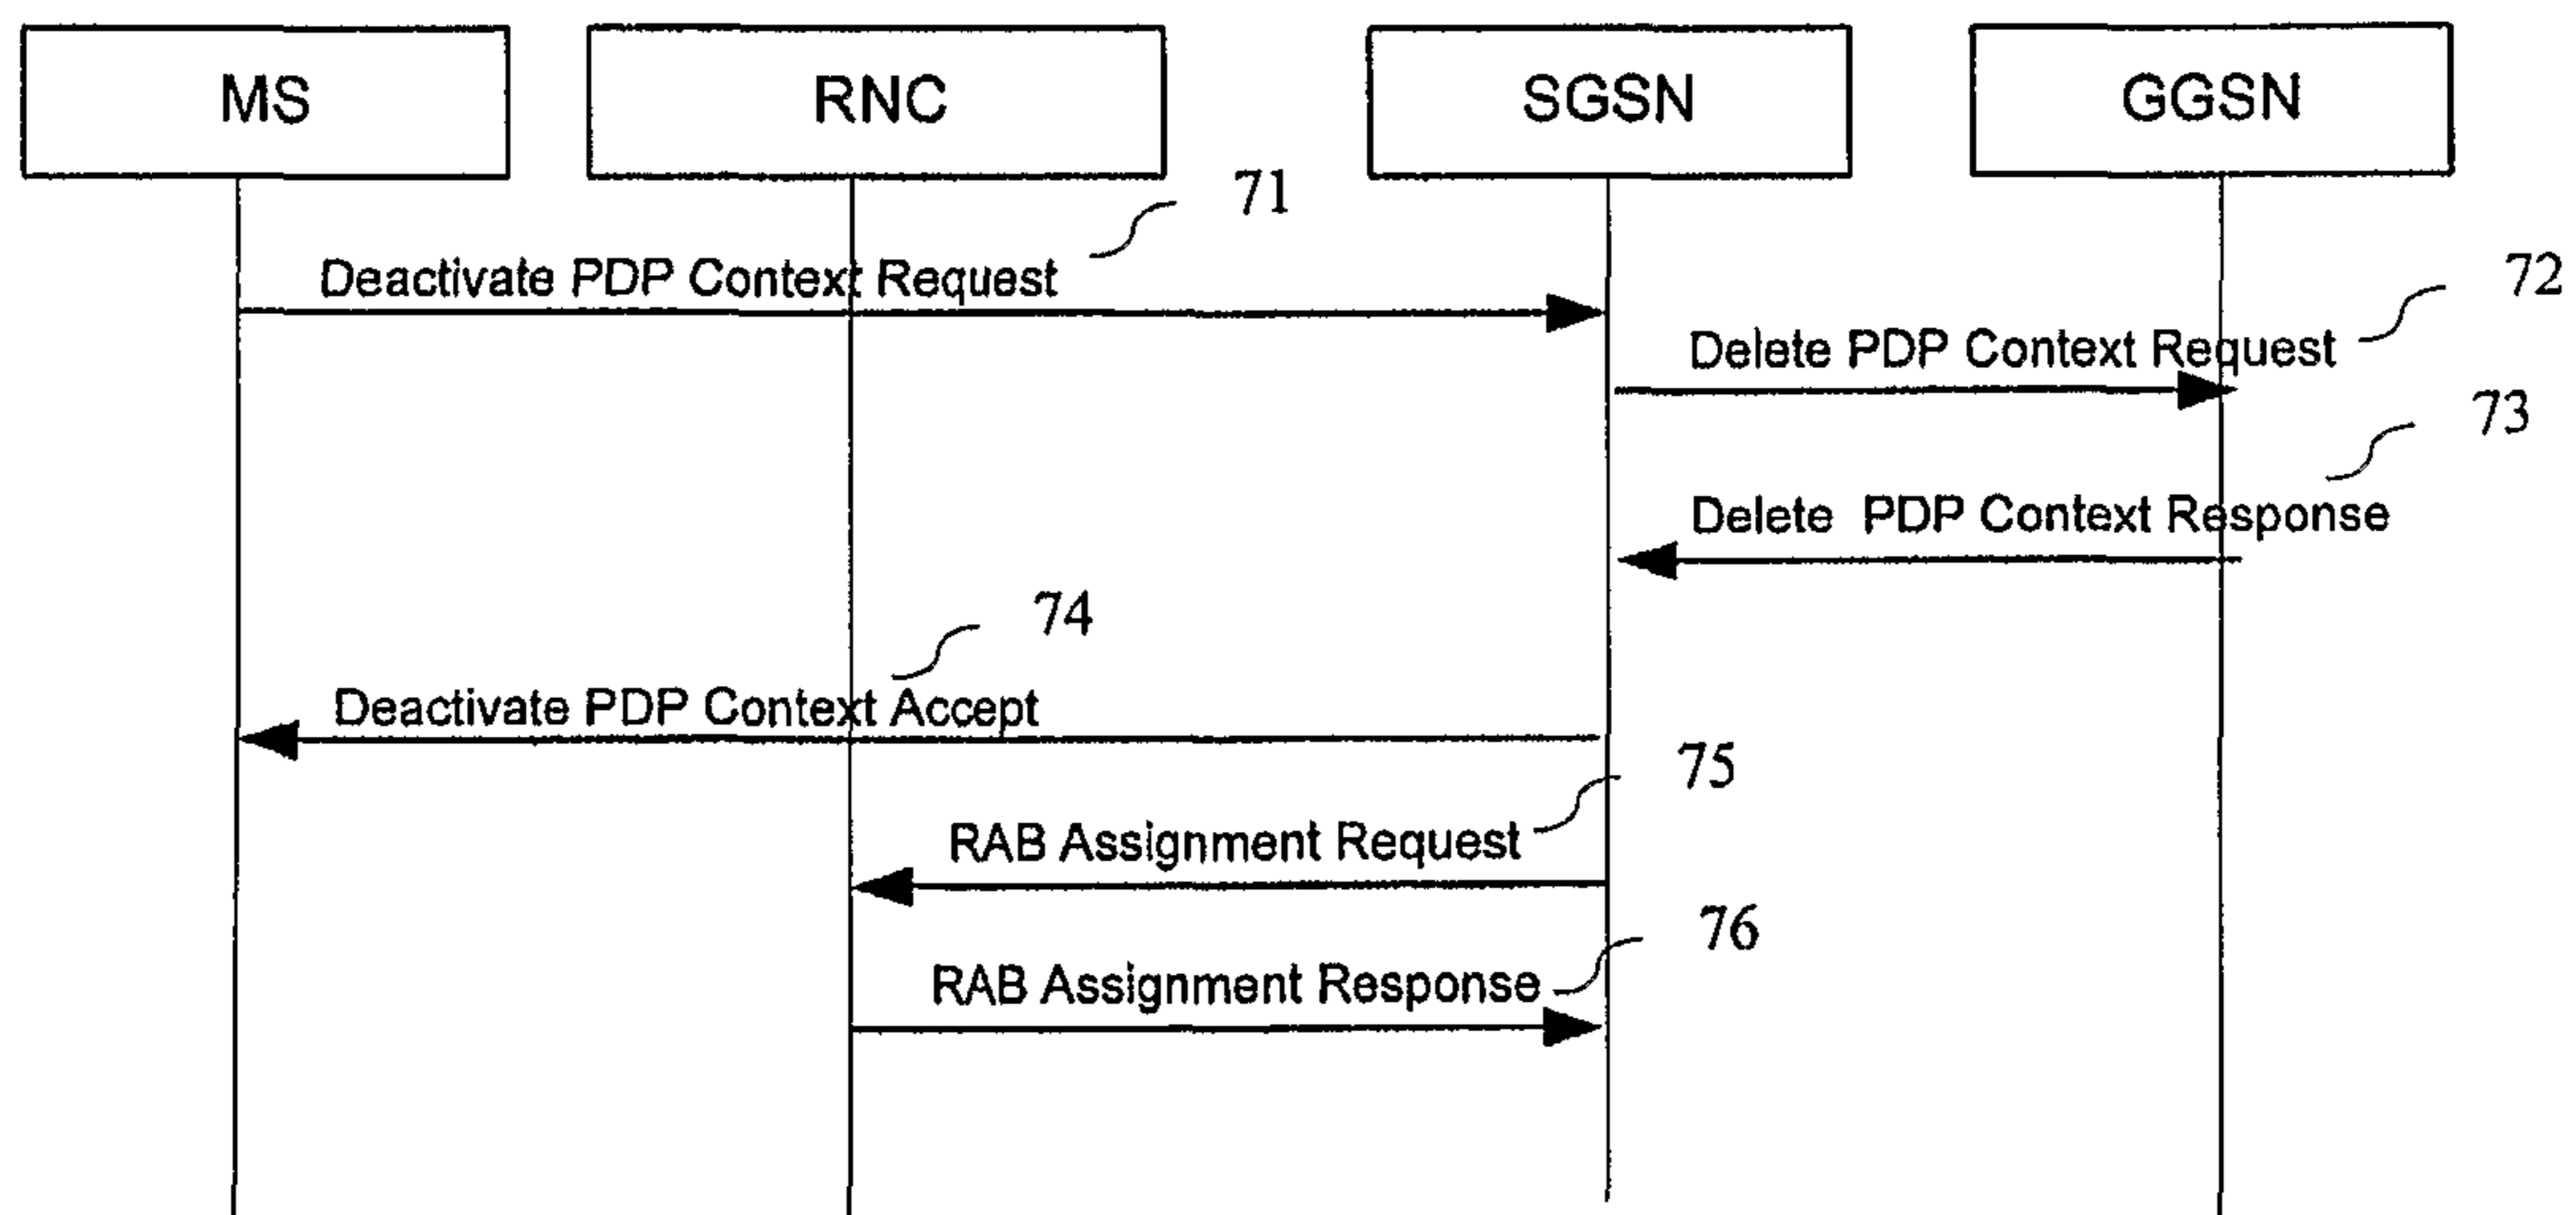 MS
RNC
SGSN
GGSN
71
Deactivate PDP Context Request
72
Delete PDP Context Request
73
Delete PDP Context Response
74
Deactivate PDP Context Accept
75
RAB Assignment Request
76
RAB Assignment Response